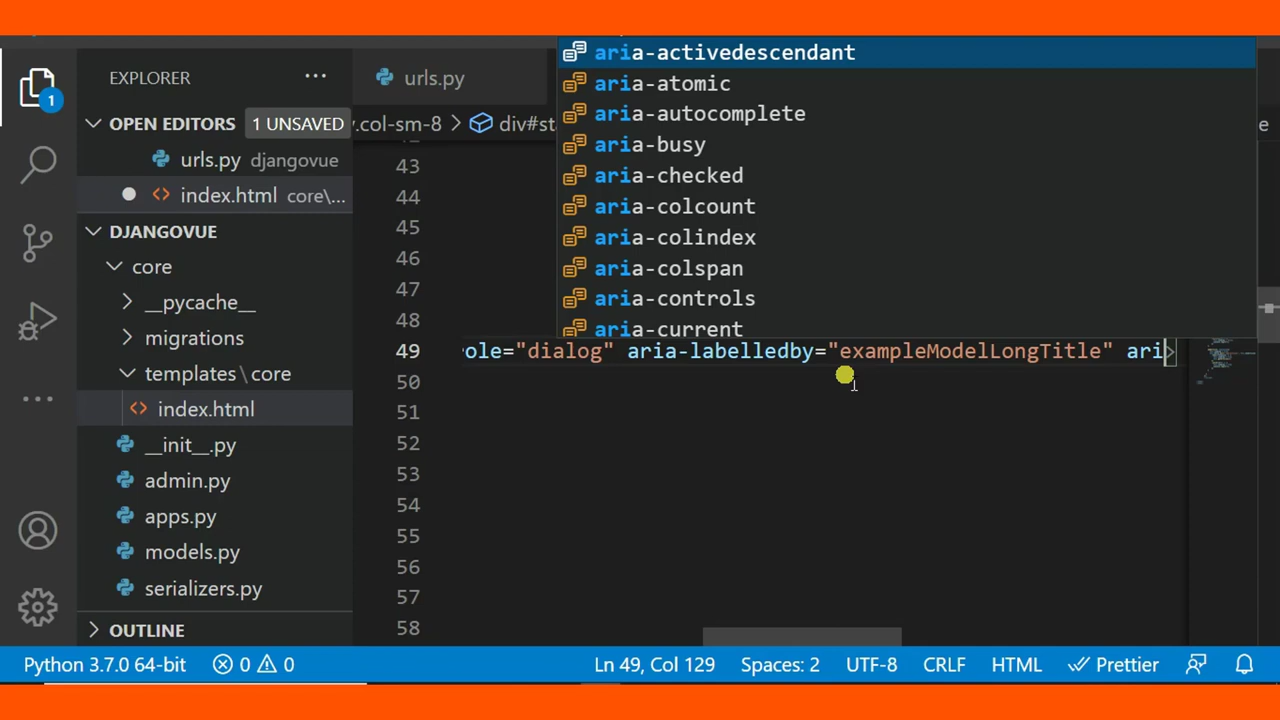 EXPLORER
OPEN EDITORS 1 UNSAVED
urls.py djangovue
index.html core\...
DJANGOVUE
core
__pycache__
migrations
templates\core
index.html
__init__.py
admin.py
apps.py
models.py
serializers.py
OUTLINE
urls.py
.col-sm-8 > div#st
aria-activedescendant
aria-atomic
aria-autocomplete
aria-busy
aria-checked
aria-colcount
aria-colindex
aria-colspan
aria-controls
aria-current
43
44
45
46
47
48
49 ole="dialog" aria-labelledby="exampleModelLongTitle" ari>
50
51
52
53
54
55
56
57
58
1
Python 3.7.0 64-bit 0 0 Ln 49, Col 129 Spaces: 2 UTF-8 CRLF HTML Prettier